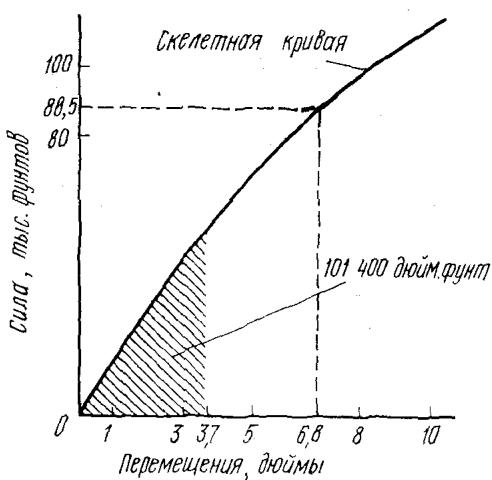 Скелетная кривая
100
88,5
80
Сила, тыс. фунтов
101 400 дюйм.фунт
0
1
3
3,7
5
6,8
8
10
Перемещения, дюймы